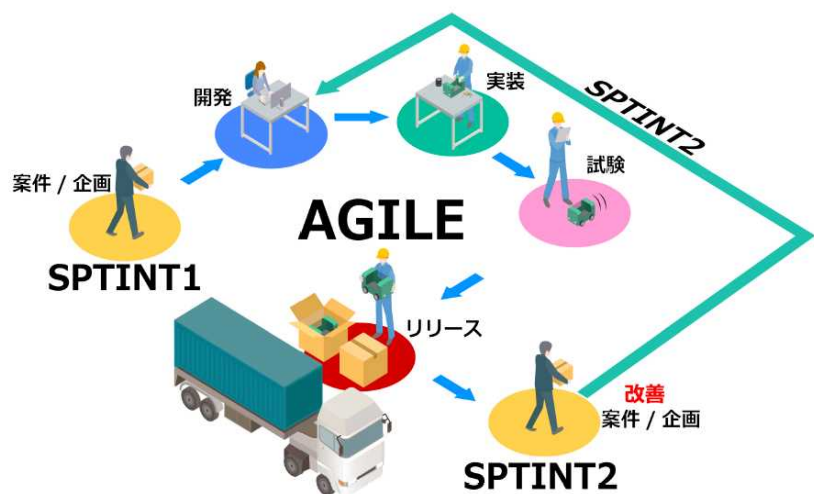 開発
実装
SPTINT2
試験
案件 / 企画
SPTINT1
AGILE
リリース
改善
案件 / 企画
SPTINT2